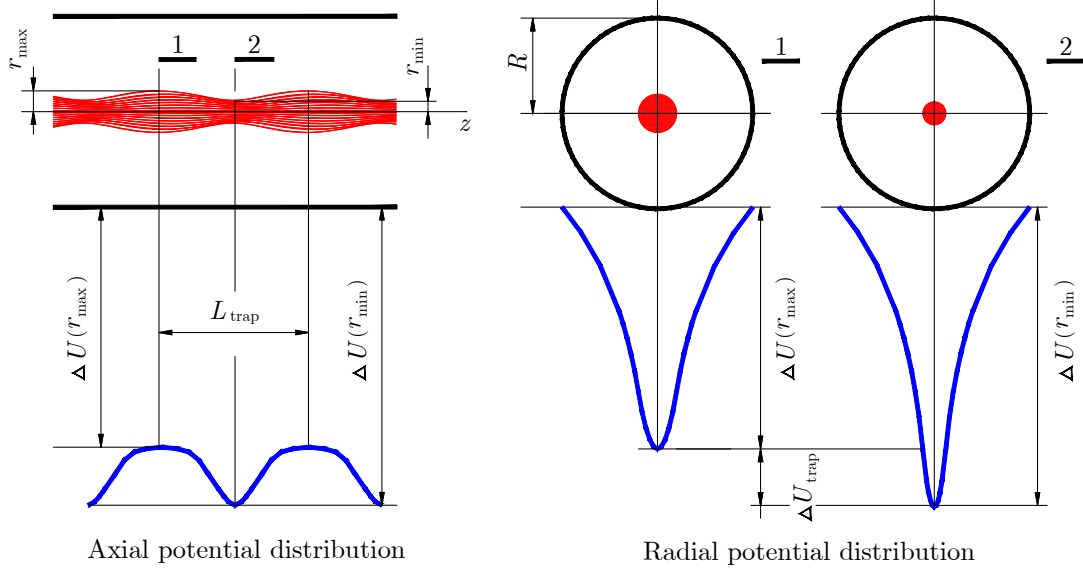 r_max
1
2
r_min
z
ΔU(r_max)
L_trap
ΔU(r_min)
Axial potential distribution
R
1
2
ΔU(r_max)
ΔU_trap
ΔU(r_min)
Radial potential distribution